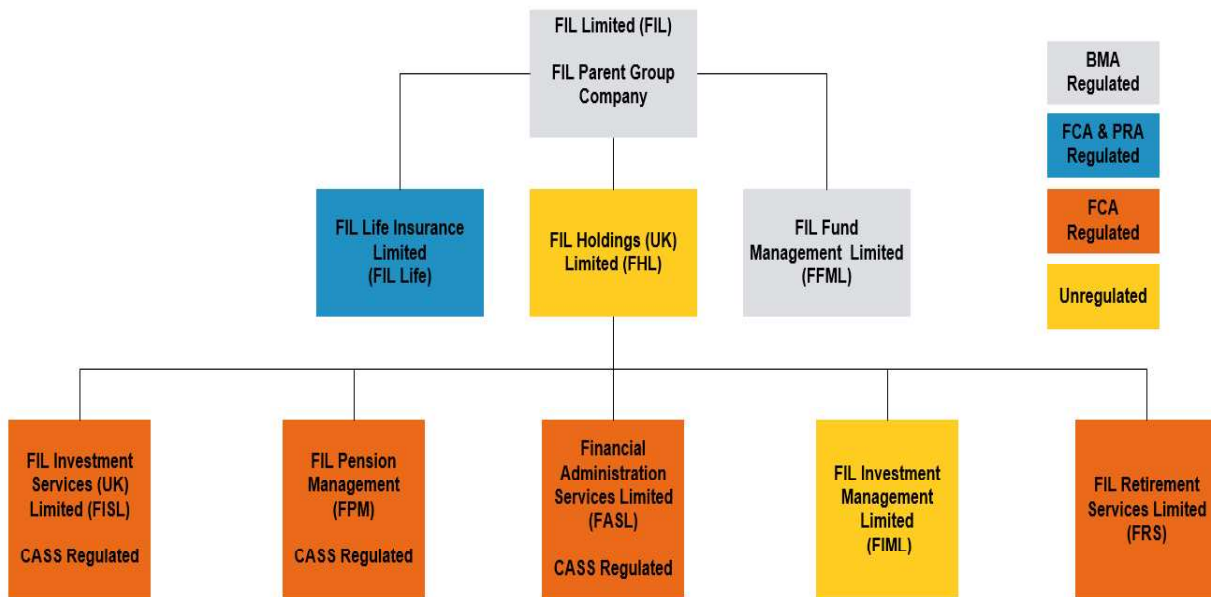 FIL Limited (FIL)
FIL Parent Group
Company
BMA
Regulated
FCA & PRA
Regulated
FCA
Regulated
Unregulated
FIL Life Insurance
Limited
(FIL Life)
FIL Holdings (UK)
Limited (FHL)
FIL Fund
Management Limited
(FFML)
FIL Investment
Services (UK)
Limited (FISL)
CASS Regulated
FIL Pension
Management
(FPM)
CASS Regulated
Financial
Administration
Services Limited
(FASL)
CASS Regulated
FIL Investment
Management
Limited
(FIML)
FIL Retirement
Services Limited
(FRS)